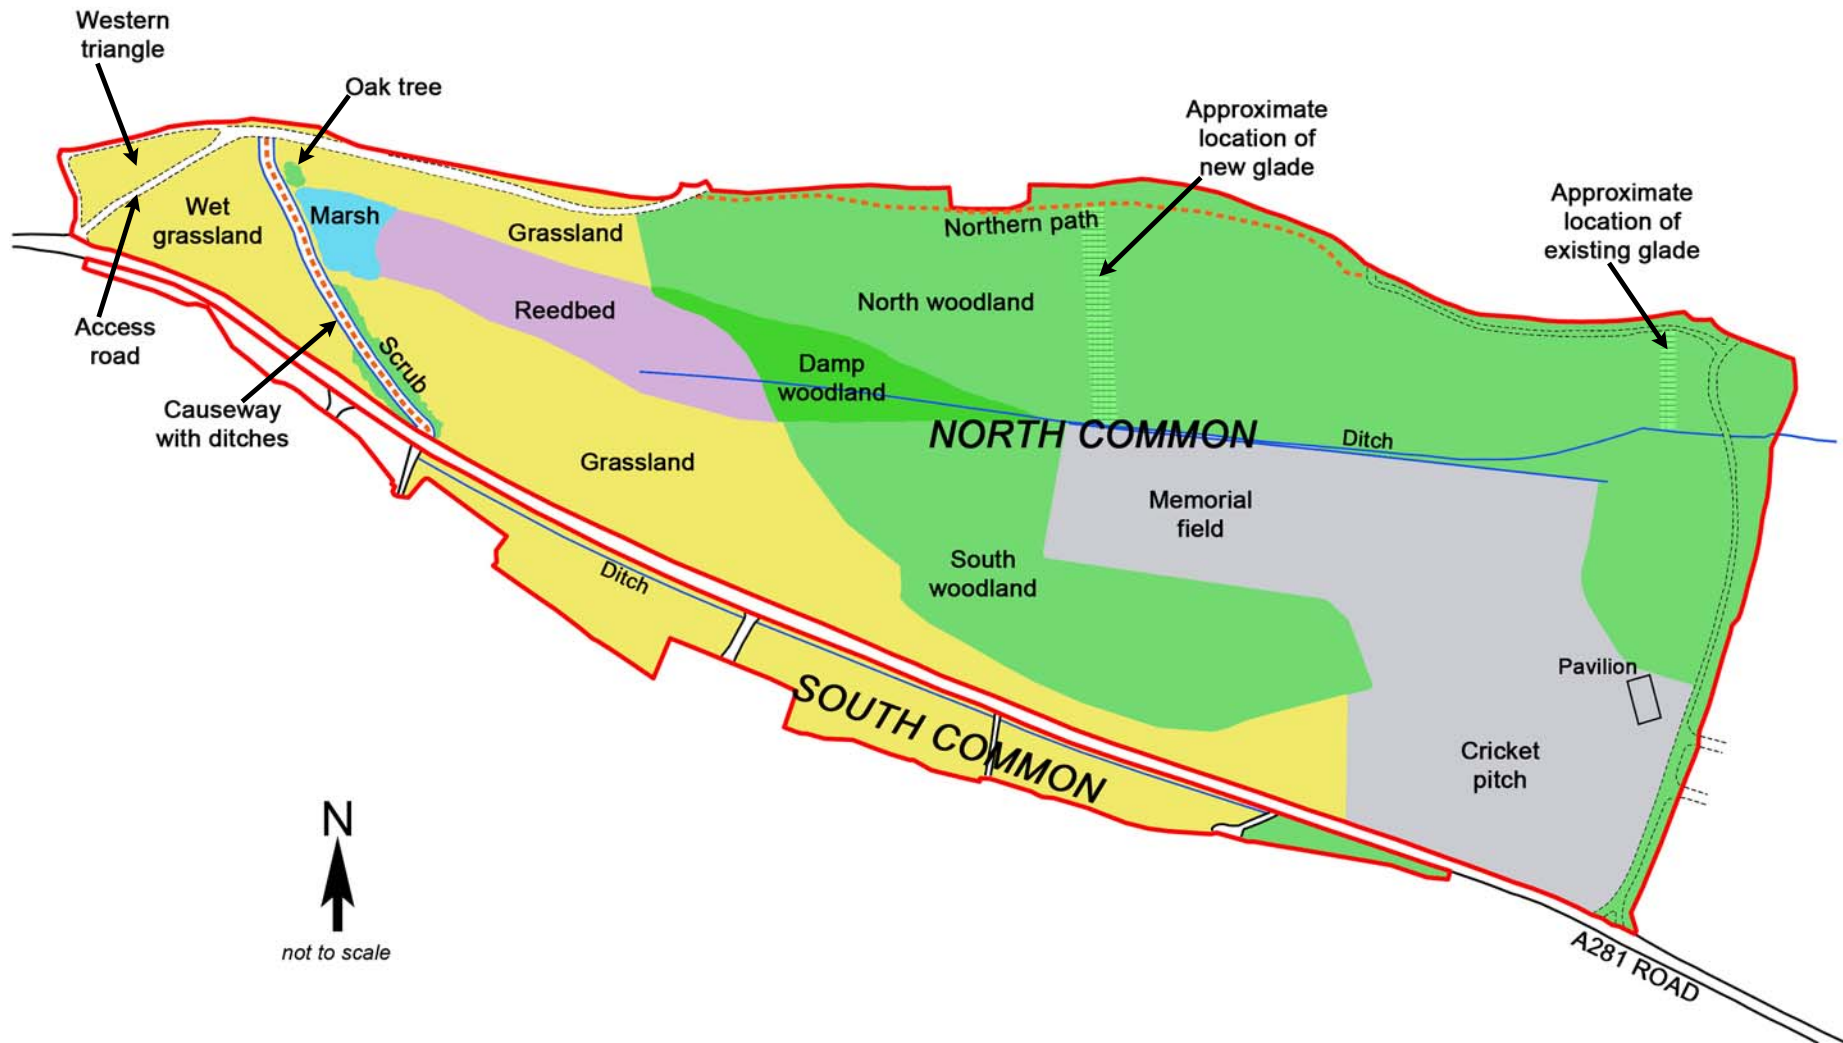 Western
triangle
Oak tree
Approximate
location of
new glade
Approximate
location of
existing glade
Wet
grassland
Marsh
Grassland
Northern path
Reedbed
North woodland
Access
road
Scrub
Damp
woodland
Causeway
with ditches
NORTH COMMON
Ditch
Grassland
Memorial
field
South
woodland
Ditch
Pavilion
SOUTH COMMON
Cricket
pitch
N
not to scale
A281 ROAD